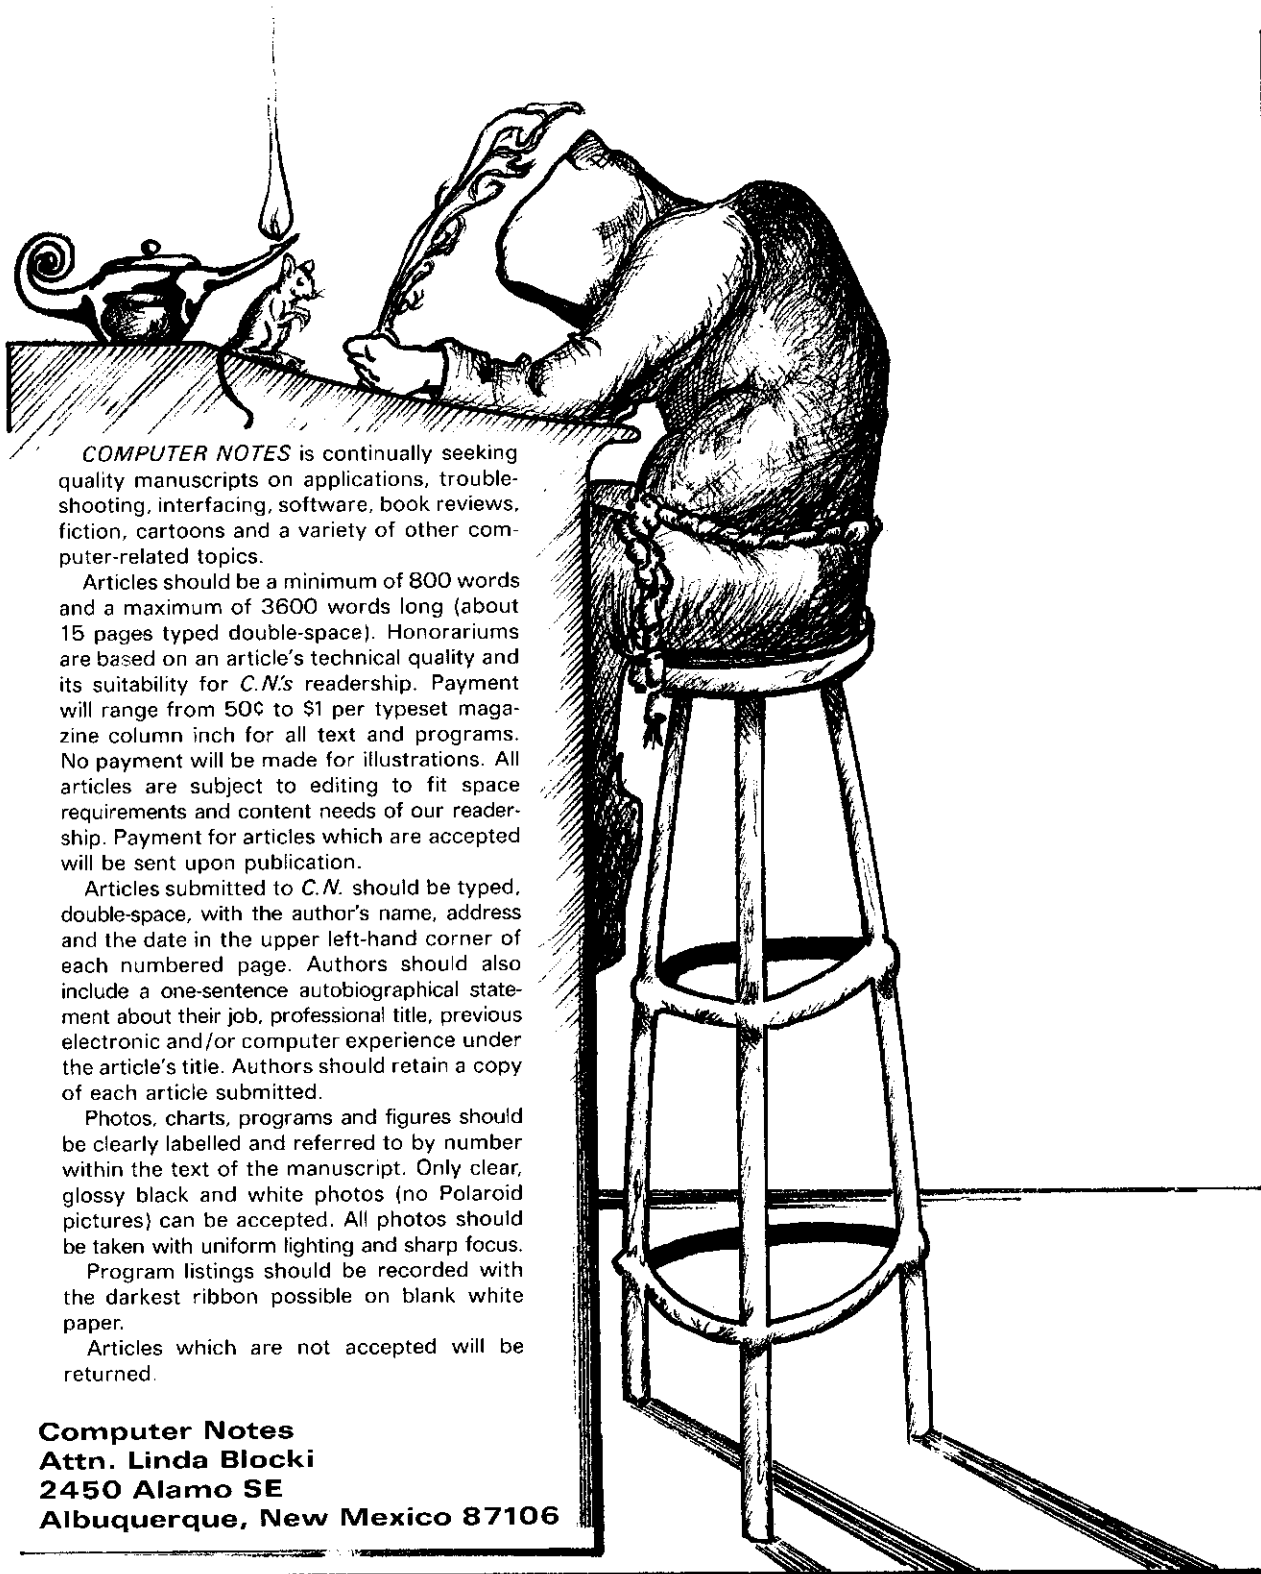 COMPUTER NOTES is continually seeking
quality manuscripts on applications, trouble-
shooting, interfacing, software, book reviews,
fiction, cartoons and a variety of other com-
puter-related topics.
Articles should be a minimum of 800 words
and a maximum of 3600 words long (about
15 pages typed double-space). Honorariums
are based on an article's technical quality and
its suitability for C.N.'s readership. Payment
will range from 50¢ to $1 per typeset maga-
zine column inch for all text and programs.
No payment will be made for illustrations. All
articles are subject to editing to fit space
requirements and content needs of our reader-
ship. Payment for articles which are accepted
will be sent upon publication.
Articles submitted to C.N. should be typed,
double-space, with the author's name, address
and the date in the upper left-hand corner of
each numbered page. Authors should also
include a one-sentence autobiographical state-
ment about their job, professional title, previous
electronic and/or computer experience under
the article's title. Authors should retain a copy
of each article submitted.
Photos, charts, programs and figures should
be clearly labelled and referred to by number
within the text of the manuscript. Only clear,
glossy black and white photos (no Polaroid
pictures) can be accepted. All photos should
be taken with uniform lighting and sharp focus.
Program listings should be recorded with
the darkest ribbon possible on blank white
paper.
Articles which are not accepted will be
returned.
Computer Notes
Attn. Linda Blocki
2450 Alamo SE
Albuquerque, New Mexico 87106